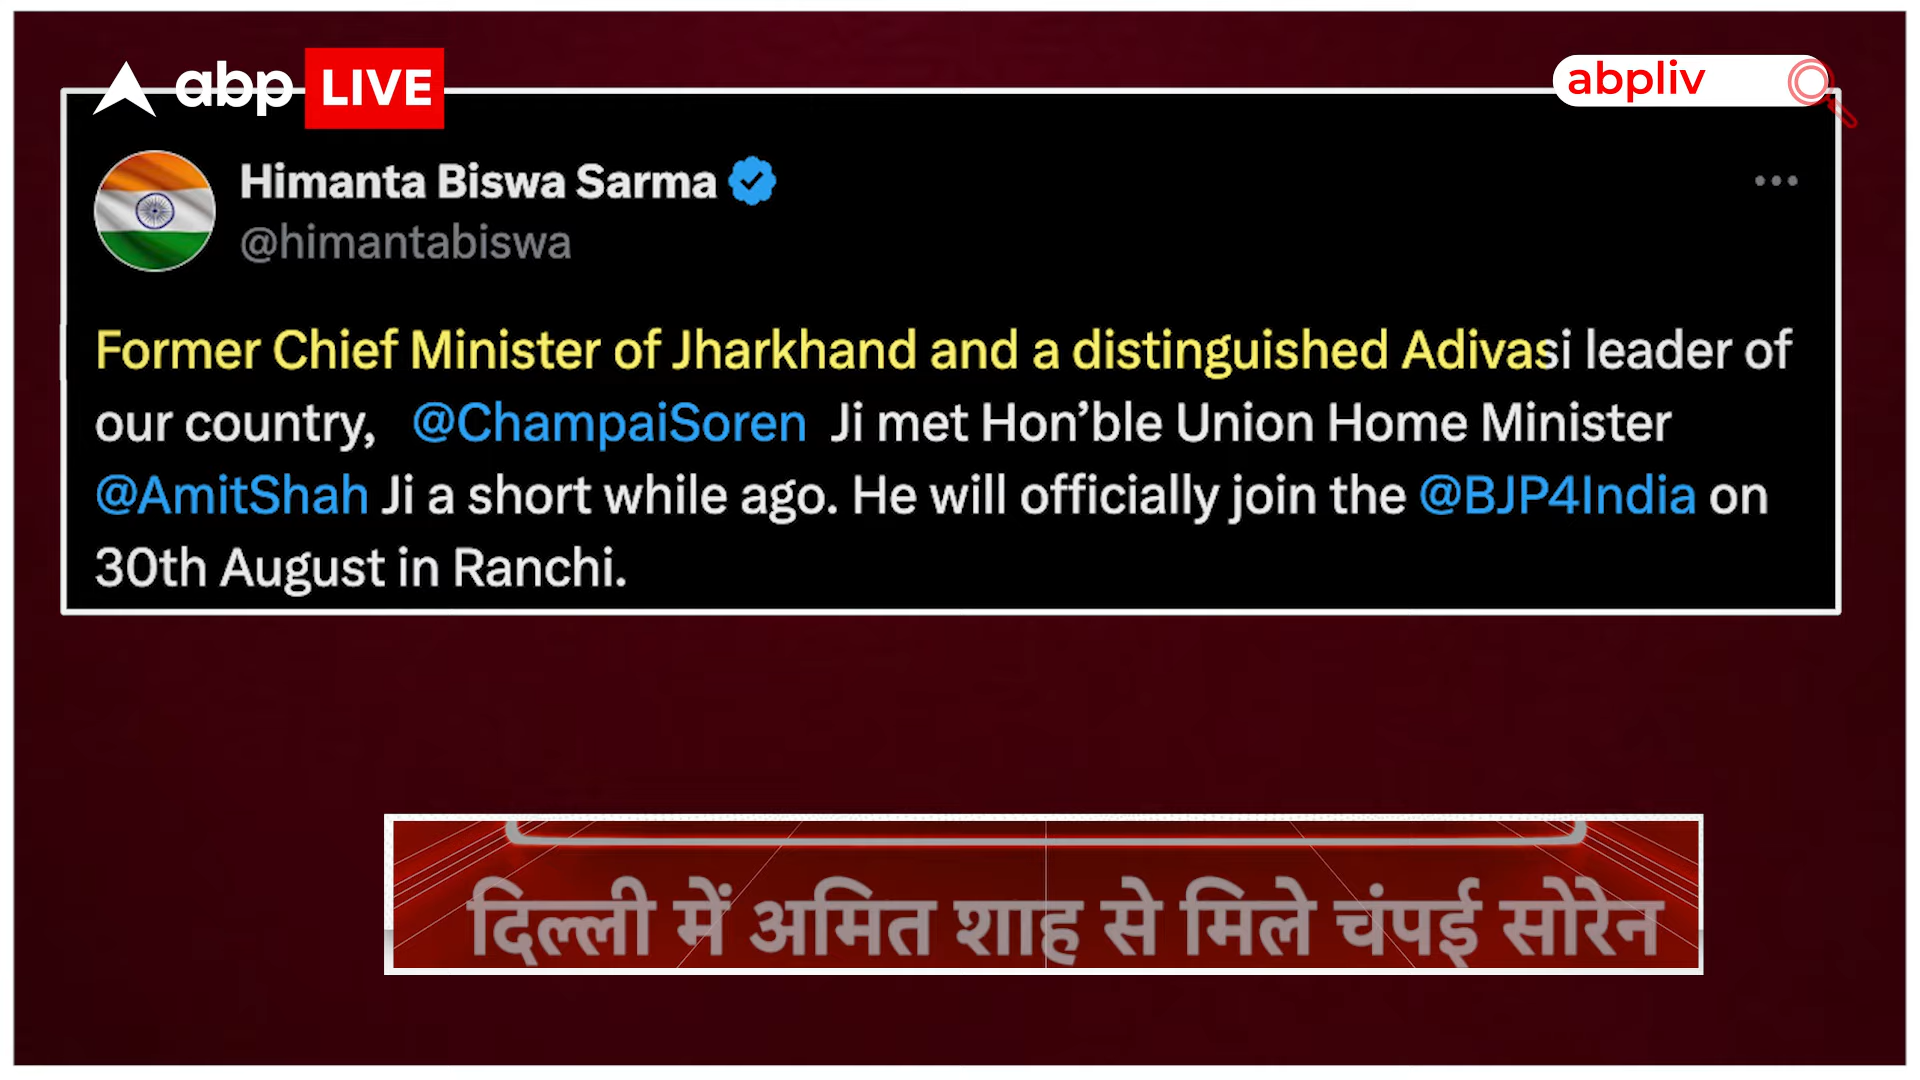 abp LIVE
abpliv
Himanta Biswa Sarma
@himantabiswa
Former Chief Minister of Jharkhand and a distinguished Adivasi leader of
our country, @ChampaiSoren Ji met Hon’ble Union Home Minister
@AmitShah Ji a short while ago. He will officially join the @BJP4India on
30th August in Ranchi.
दिल्ली में अमित शाह से मिले चंपई सोरेन